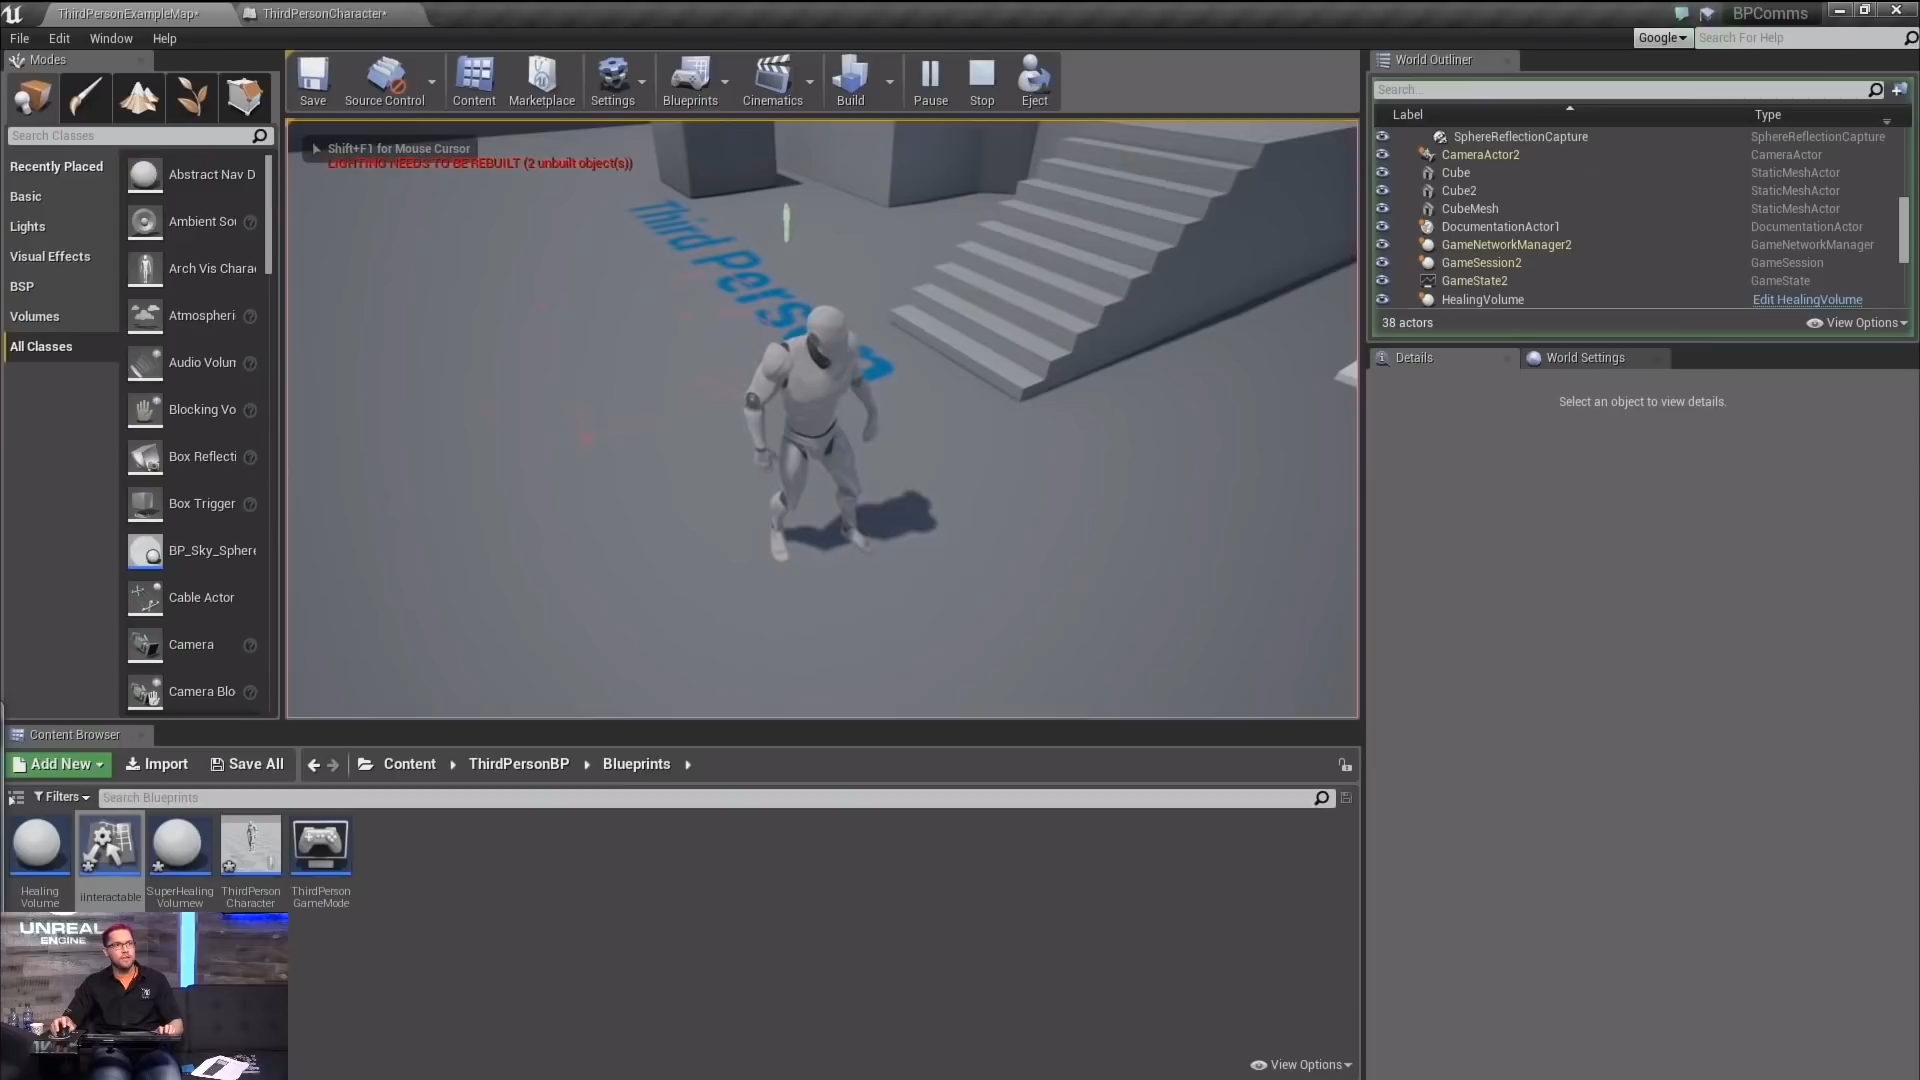 ThirdPersonExampleMap*
ThirdPersonCharacter*
BPComms
File Edit Window Help
Google
Search For Help
Modes
Save
Source Control
Content
Marketplace
Settings
Blueprints
Cinematics
Build
Pause
Stop
Eject
Search Classes
Recently Placed
Basic
Lights
Visual Effects
BSP
Volumes
All Classes
Abstract Nav D
Ambient Sou
Arch Vis Chara
Atmospheri
Audio Volum
Blocking Vo
Box Reflecti
Box Trigger
BP_Sky_Sphere
Cable Actor
Camera
Camera Blo
Shift+F1 for Mouse Cursor
LIGHTING NEEDS TO BE REBUILT (2 unbuilt object(s))
Third Person
World Outliner
Search...
Label Type
SphereReflectionCapture SphereReflectionCapture
CameraActor2 CameraActor
Cube StaticMeshActor
Cube2 StaticMeshActor
CubeMesh StaticMeshActor
DocumentationActor1 DocumentationActor
GameNetworkManager2 GameNetworkManager
GameSession2 GameSession
GameState2 GameState
HealingVolume Edit HealingVolume
38 actors
View Options
Details
World Settings
Select an object to view details.
Content Browser
Add New
Import
Save All
Content
ThirdPersonBP
Blueprints
Filters
Search Blueprints
Healing
Volume
iInteractable
SuperHealing
Volumew
ThirdPerson
Character
ThirdPerson
GameMode
UNREAL
ENGINE
View Options